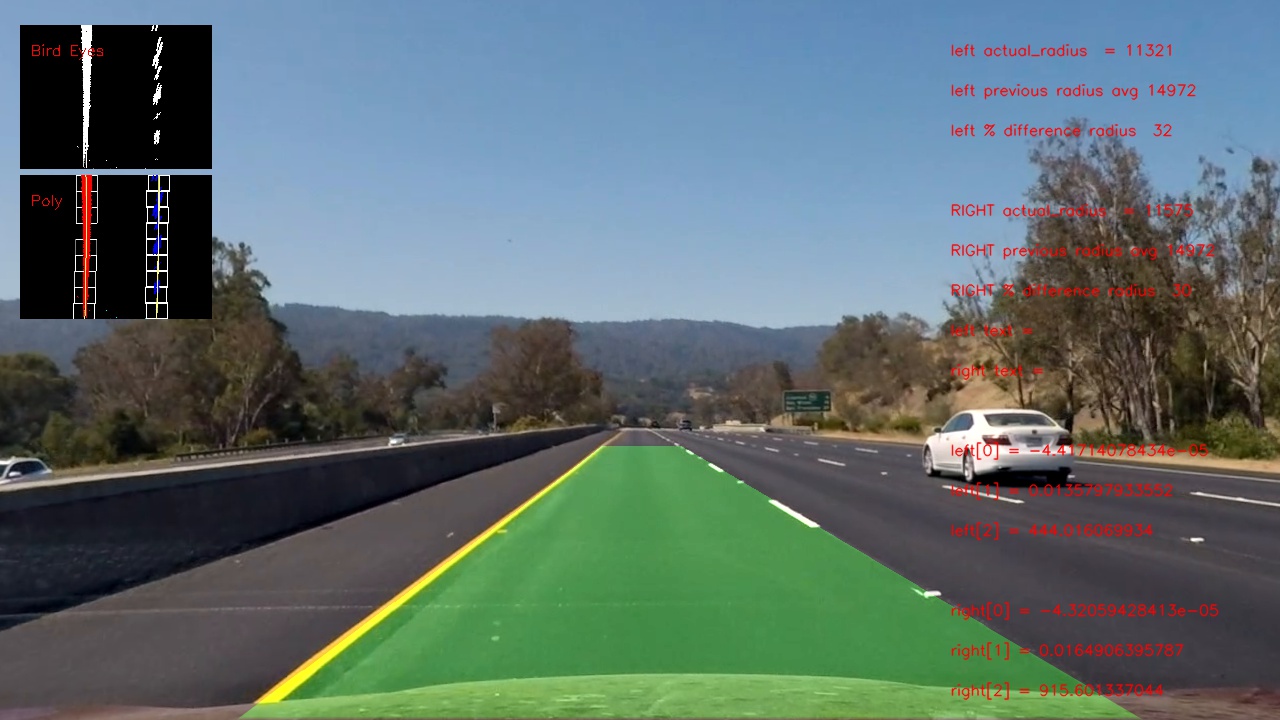 Bird Eyes
Poly
left actual_radius = 11321
left previous radius avg 14972
left % difference radius 32
RIGHT actual_radius = 11575
RIGHT previous radius avg 14972
RIGHT % difference radius 30
left text =
right text =
left[0] = -4.41714078434e-05
left[1] = 0.0135797933552
left[2] = 444.016069934
right[0] = -4.32059428413e-05
right[1] = 0.0164906395787
right[2] = 915.601337044